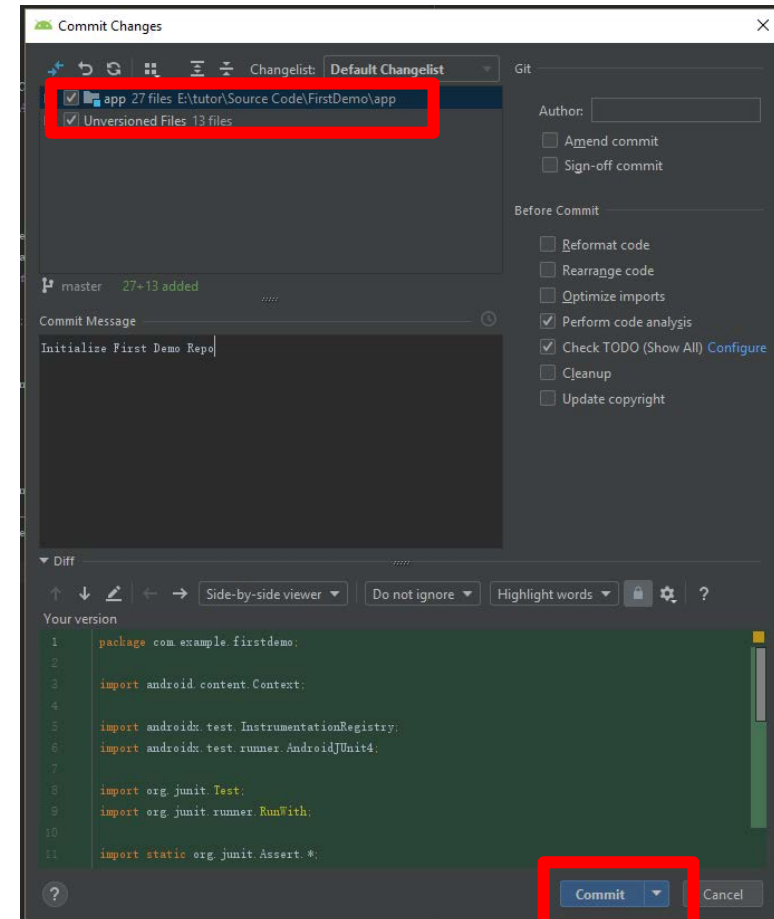 Commit Changes
Changelist: Default Changelist
app 27 files E:\tutor\Source Code\FirstDemo\app
Unversioned Files 13 files
master 27+13 added
Commit Message
Initialize First Demo Repo
Git
Author:
Amend commit
Sign-off commit
Before Commit
Reformat code
Rearrange code
Optimize imports
Perform code analysis
Check TODO (Show All) Configure
Cleanup
Update copyright
Diff
Side-by-side viewer Do not ignore Highlight words ?
Your version
1 package com.example.firstdemo;
2
3 import android.content.Context;
4
5 import androidx.test.InstrumentationRegistry;
6 import androidx.test.runner.AndroidJUnit4;
7
8 import org.junit.Test;
9 import org.junit.runner.RunWith;
10
11 import static org.junit.Assert.*;
? Commit Cancel